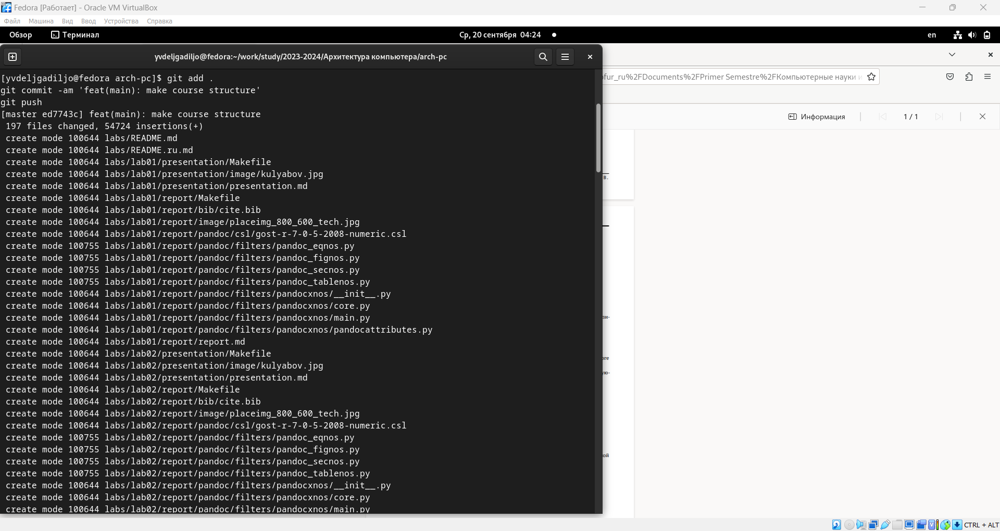 Fedora [Работает] - Oracle VM VirtualBox
Файл Машина Вид Ввод Устройства Справка
Обзор Терминал Ср, 20 сентября 04:24 en
yvdeljgadiljo@fedora:~/work/study/2023-2024/Архитектура компьютера/arch-pc
ofur_ru%2FDocuments%2FPrimer Semestre%2FКомпьютерные науки и
Информация 1 / 1
[yvdeljgadiljo@fedora arch-pc]$ git add .
git commit -am 'feat(main): make course structure'
git push
[master ed7743c] feat(main): make course structure
197 files changed, 54724 insertions(+)
create mode 100644 labs/README.md
create mode 100644 labs/README.ru.md
create mode 100644 labs/lab01/presentation/Makefile
create mode 100644 labs/lab01/presentation/image/kulyabov.jpg
create mode 100644 labs/lab01/presentation/presentation.md
create mode 100644 labs/lab01/report/Makefile
create mode 100644 labs/lab01/report/bib/cite.bib
create mode 100644 labs/lab01/report/image/placeimg_800_600_tech.jpg
create mode 100644 labs/lab01/report/pandoc/csl/gost-r-7-0-5-2008-numeric.csl
create mode 100755 labs/lab01/report/pandoc/filters/pandoc_eqnos.py
create mode 100755 labs/lab01/report/pandoc/filters/pandoc_fignos.py
create mode 100755 labs/lab01/report/pandoc/filters/pandoc_secnos.py
create mode 100755 labs/lab01/report/pandoc/filters/pandoc_tablenos.py
create mode 100644 labs/lab01/report/pandoc/filters/pandocxnos/__init__.py
create mode 100644 labs/lab01/report/pandoc/filters/pandocxnos/core.py
create mode 100644 labs/lab01/report/pandoc/filters/pandocxnos/main.py
create mode 100644 labs/lab01/report/pandoc/filters/pandocxnos/pandocattributes.py
create mode 100644 labs/lab01/report/report.md
create mode 100644 labs/lab02/presentation/Makefile
create mode 100644 labs/lab02/presentation/image/kulyabov.jpg
create mode 100644 labs/lab02/presentation/presentation.md
create mode 100644 labs/lab02/report/Makefile
create mode 100644 labs/lab02/report/bib/cite.bib
create mode 100644 labs/lab02/report/image/placeimg_800_600_tech.jpg
create mode 100644 labs/lab02/report/pandoc/csl/gost-r-7-0-5-2008-numeric.csl
create mode 100755 labs/lab02/report/pandoc/filters/pandoc_eqnos.py
create mode 100755 labs/lab02/report/pandoc/filters/pandoc_fignos.py
create mode 100755 labs/lab02/report/pandoc/filters/pandoc_secnos.py
create mode 100755 labs/lab02/report/pandoc/filters/pandoc_tablenos.py
create mode 100644 labs/lab02/report/pandoc/filters/pandocxnos/__init__.py
create mode 100644 labs/lab02/report/pandoc/filters/pandocxnos/core.py
create mode 100644 labs/lab02/report/pandoc/filters/pandocxnos/main.py
в.
зи-
оге
ую-
ой
CTRL + ALT